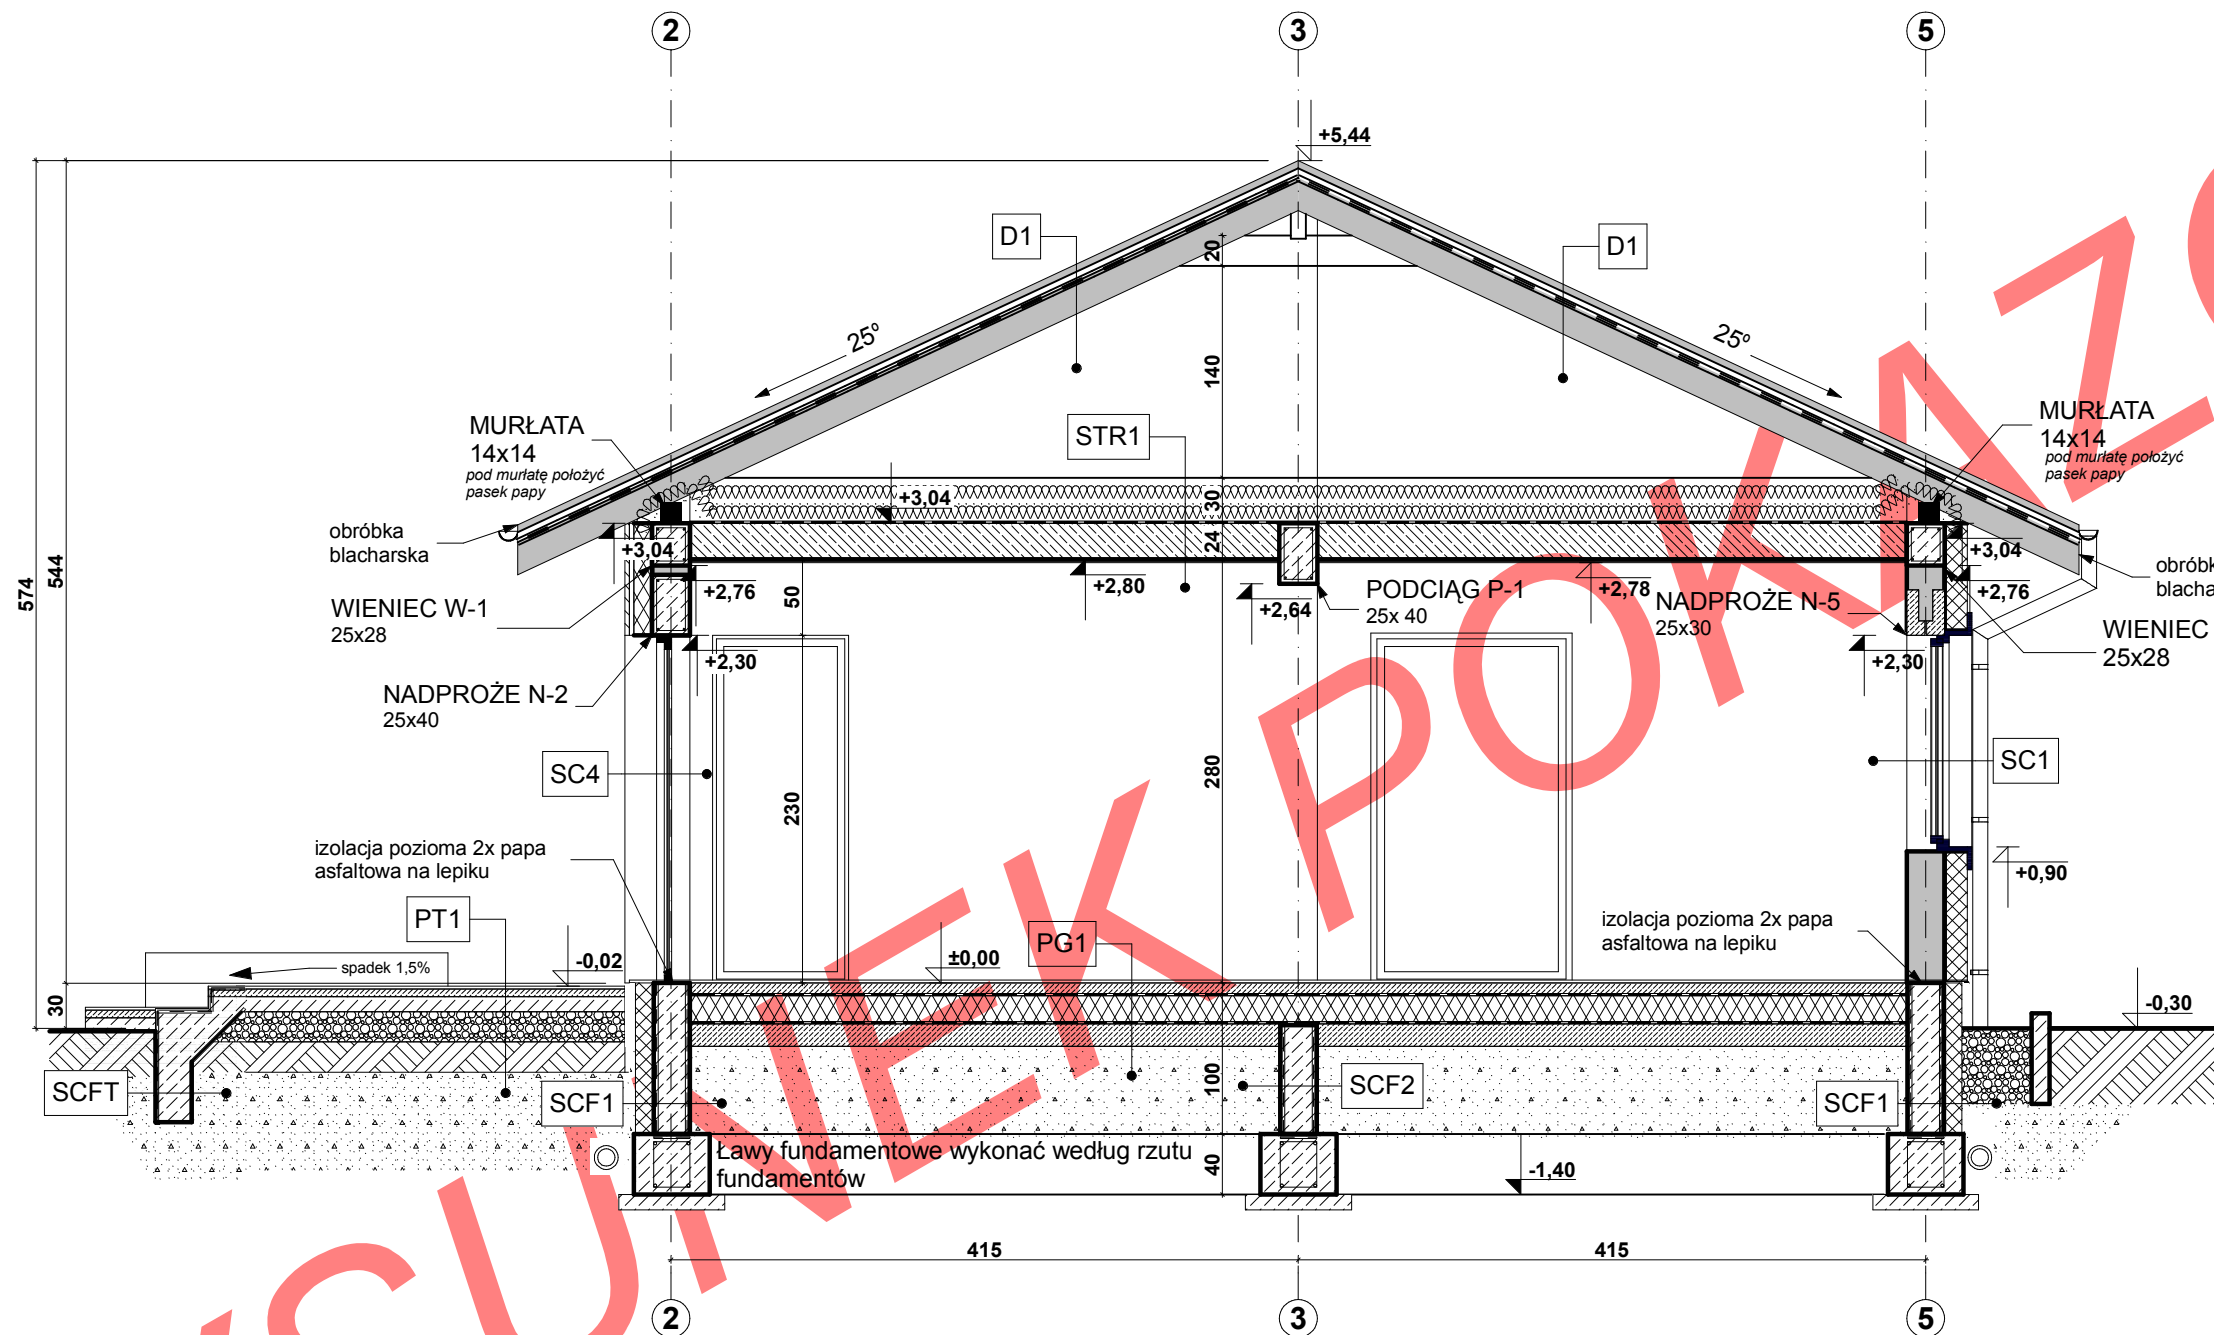 2
3
5
+5,44
D1
D1
20
25º
25º
140
574
544
MURŁATA
14x14
pod murłatę położyć
pasek papy
STR1
MURŁATA
14x14
pod murłatę położyć
pasek papy
+3,04
30
obróbka
blacharska
+3,04
24
+3,04
+2,76
+2,80
+2,78
+2,76
WIENIEC W-1
25x28
50
+2,64
PODCIĄG P-1
25x 40
NADPROŻE N-5
25x30
WIENIEC
25x28
+2,30
+2,30
NADPROŻE N-2
25x40
SC4
280
SC1
230
izolacja pozioma 2x papa
asfaltowa na lepiku
+0,90
PT1
PG1
izolacja pozioma 2x papa
asfaltowa na lepiku
spadek 1,5%
-0,02
±0,00
30
-0,30
SCFT
SCF1
100
SCF2
SCF1
Ławy fundamentowe wykonać według rzutu
fundamentów
40
-1,40
415
415
2
3
5